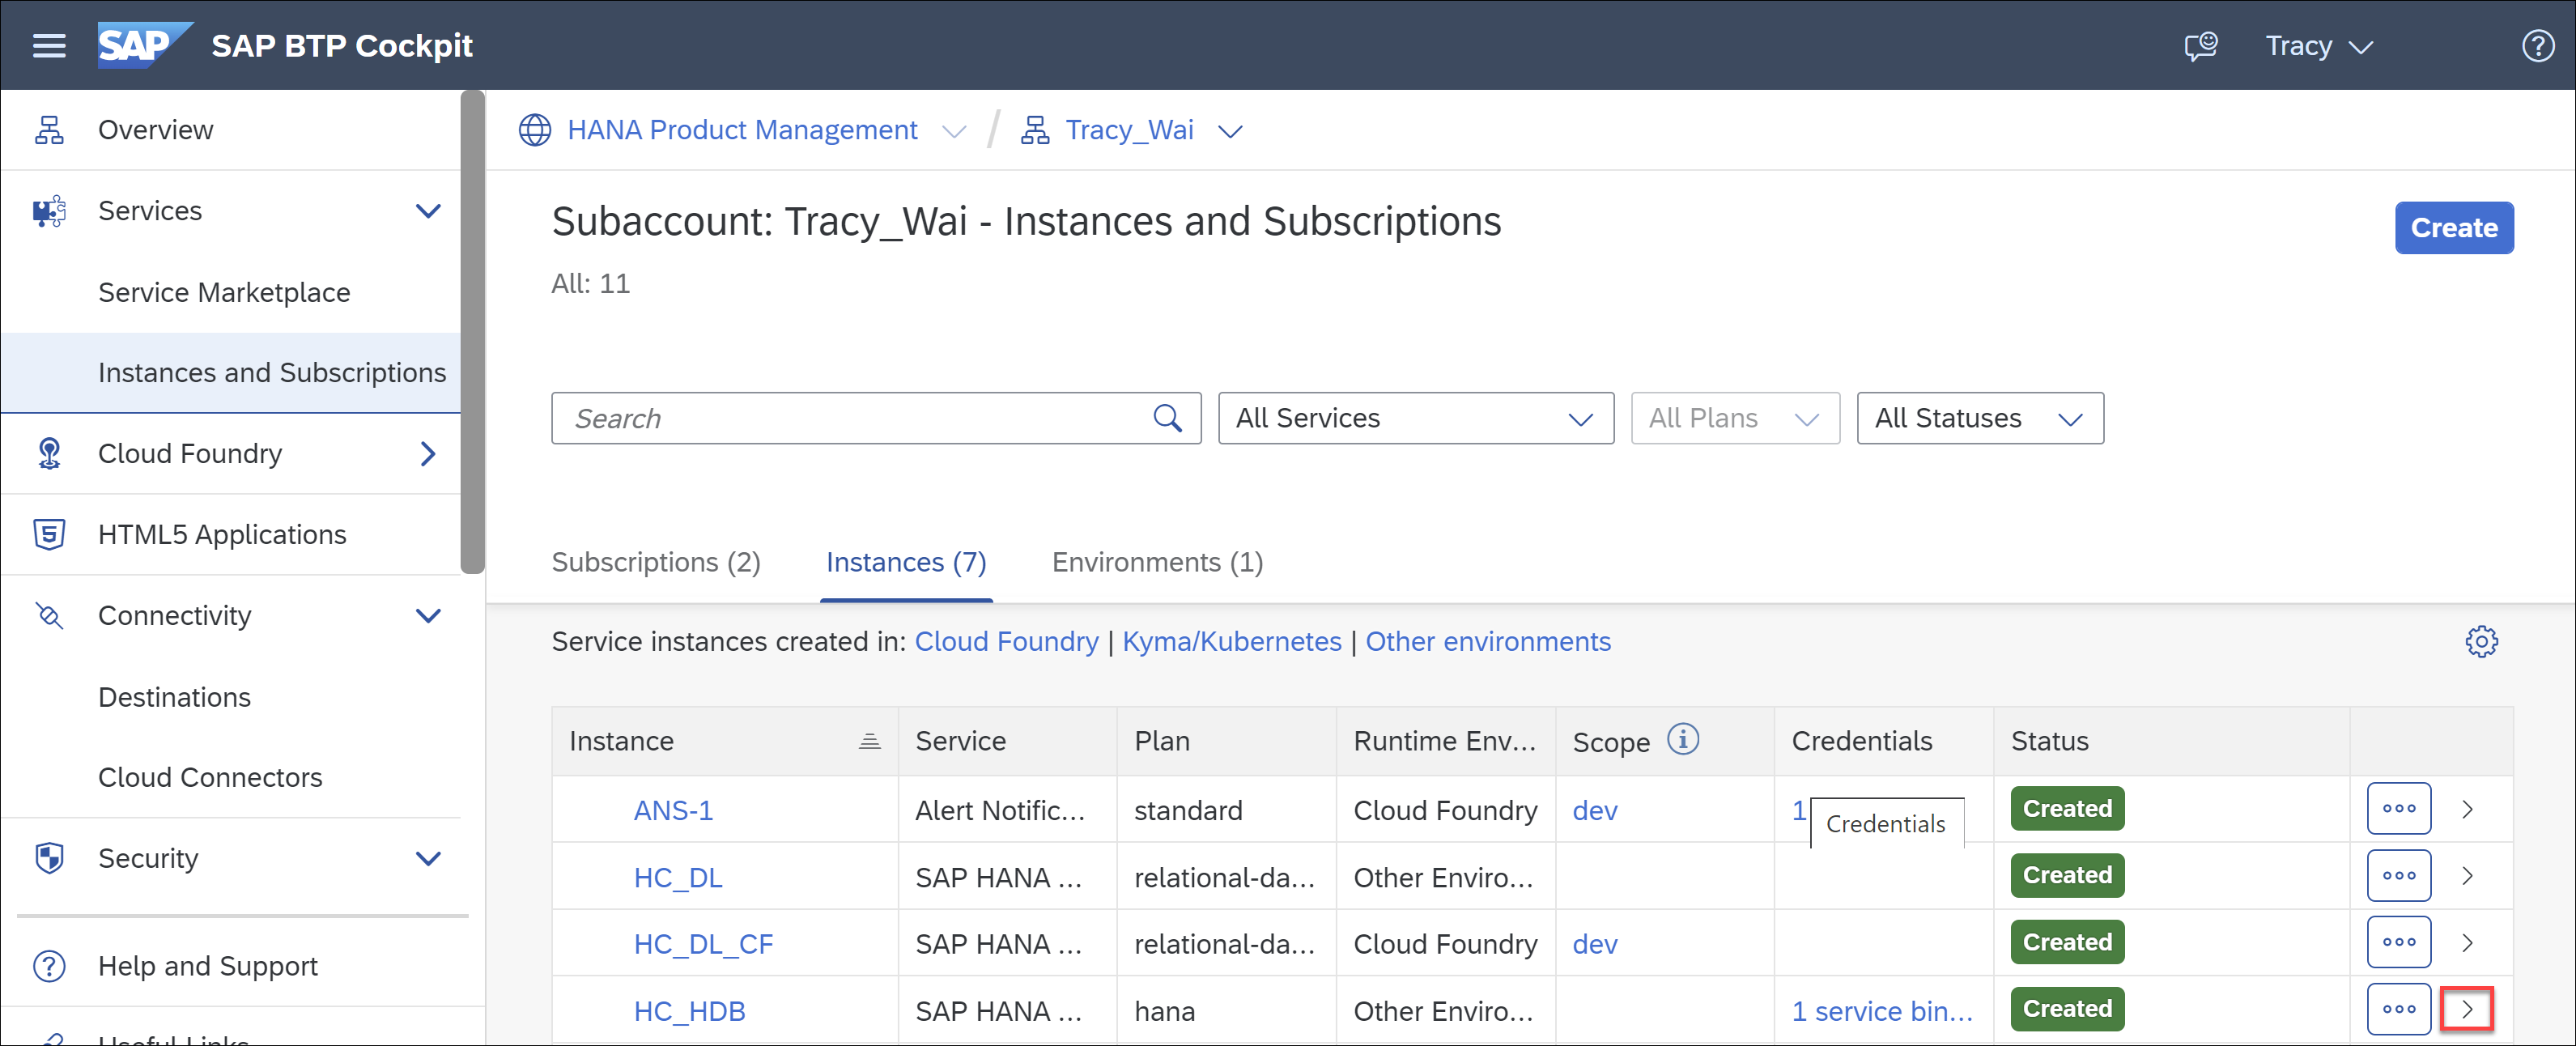 SAP SAP BTP Cockpit
Tracy
Overview
Services
Service Marketplace
Instances and Subscriptions
Cloud Foundry
HTML5 Applications
Connectivity
Destinations
Cloud Connectors
Security
Help and Support
Useful Links
HANA Product Management / Tracy_Wai
Subaccount: Tracy_Wai - Instances and Subscriptions
Create
All: 11
Search
All Services
All Plans
All Statuses
Subscriptions (2) Instances (7) Environments (1)
Service instances created in: Cloud Foundry | Kyma/Kubernetes | Other environments
Instance Service Plan Runtime Env... Scope Credentials Status
ANS-1 Alert Notific... standard Cloud Foundry dev 1 Created
Credentials
HC_DL SAP HANA ... relational-da... Other Enviro... Created
HC_DL_CF SAP HANA ... relational-da... Cloud Foundry dev Created
HC_HDB SAP HANA ... hana Other Enviro... 1 service bin... Created